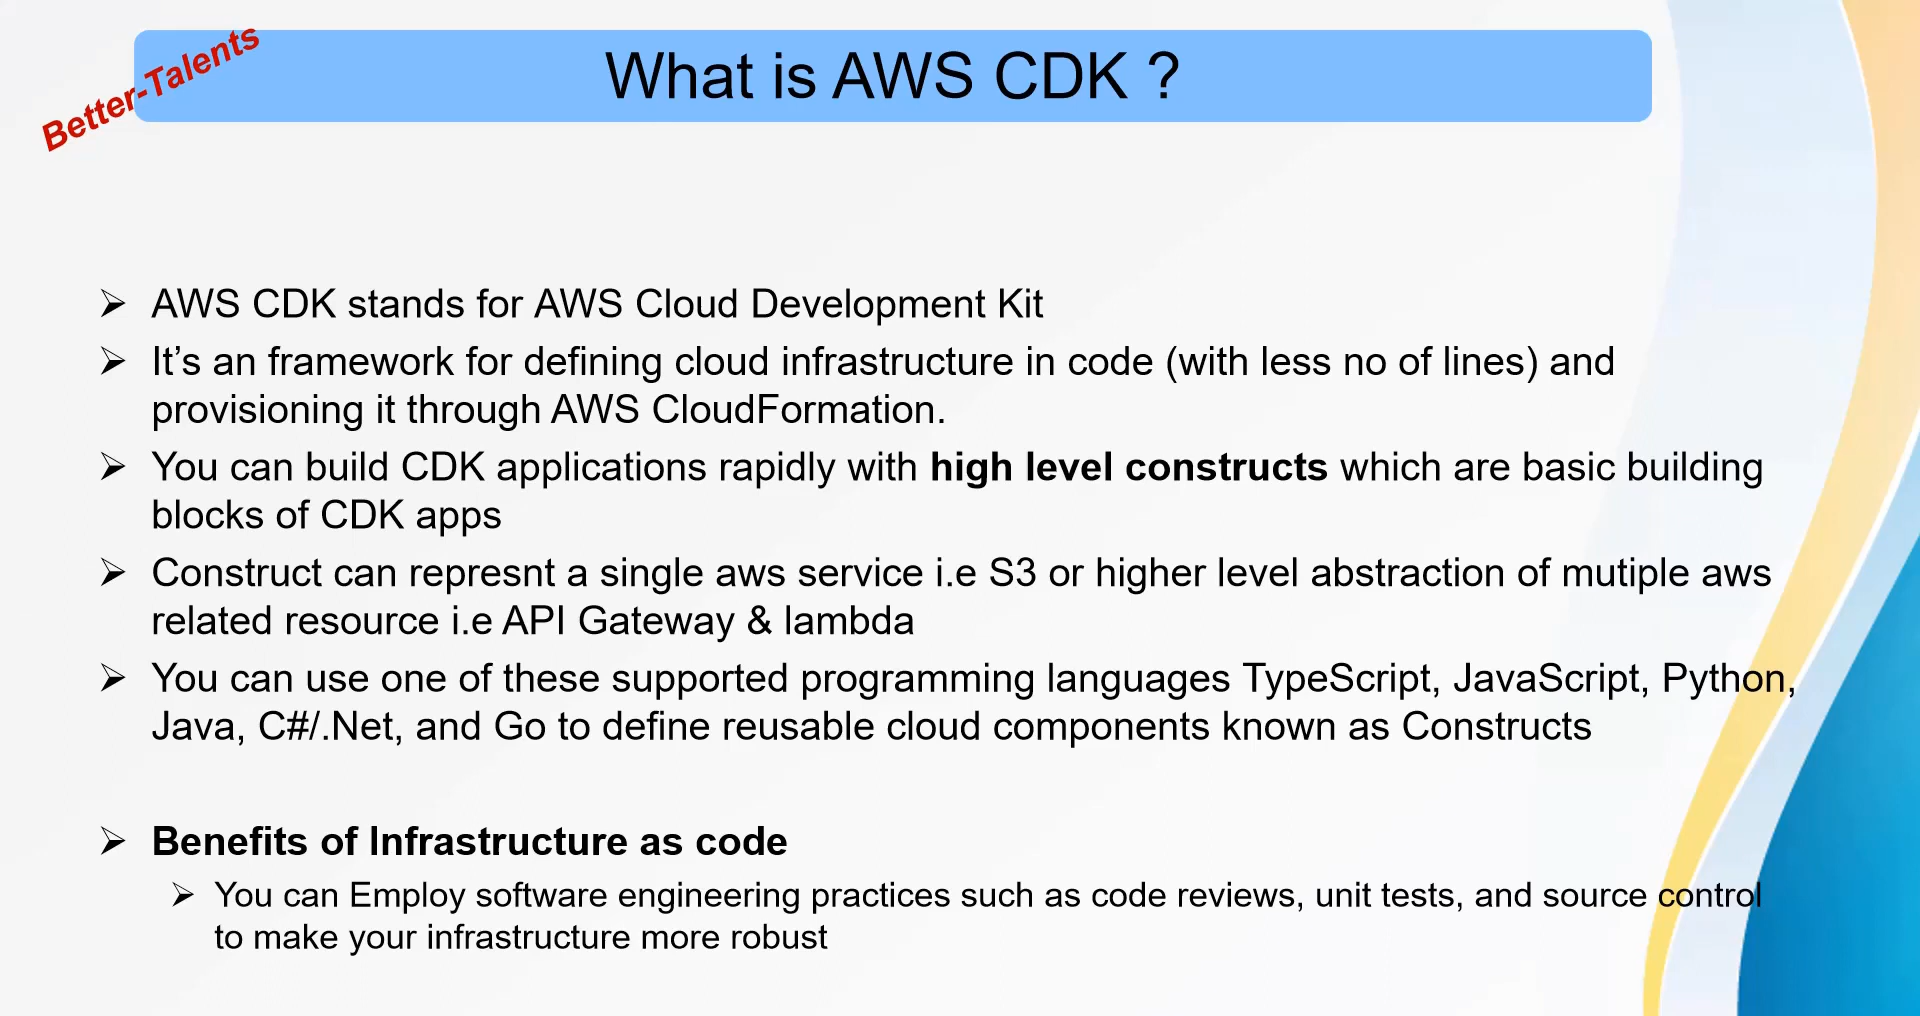 Better-Talents
What is AWS CDK ?
➢ AWS CDK stands for AWS Cloud Development Kit
➢ It’s an framework for defining cloud infrastructure in code (with less no of lines) and
provisioning it through AWS CloudFormation.
➢ You can build CDK applications rapidly with high level constructs which are basic building
blocks of CDK apps
➢ Construct can represnt a single aws service i.e S3 or higher level abstraction of mutiple aws
related resource i.e API Gateway & lambda
➢ You can use one of these supported programming languages TypeScript, JavaScript, Python,
Java, C#/.Net, and Go to define reusable cloud components known as Constructs
➢ Benefits of Infrastructure as code
➢ You can Employ software engineering practices such as code reviews, unit tests, and source control
to make your infrastructure more robust